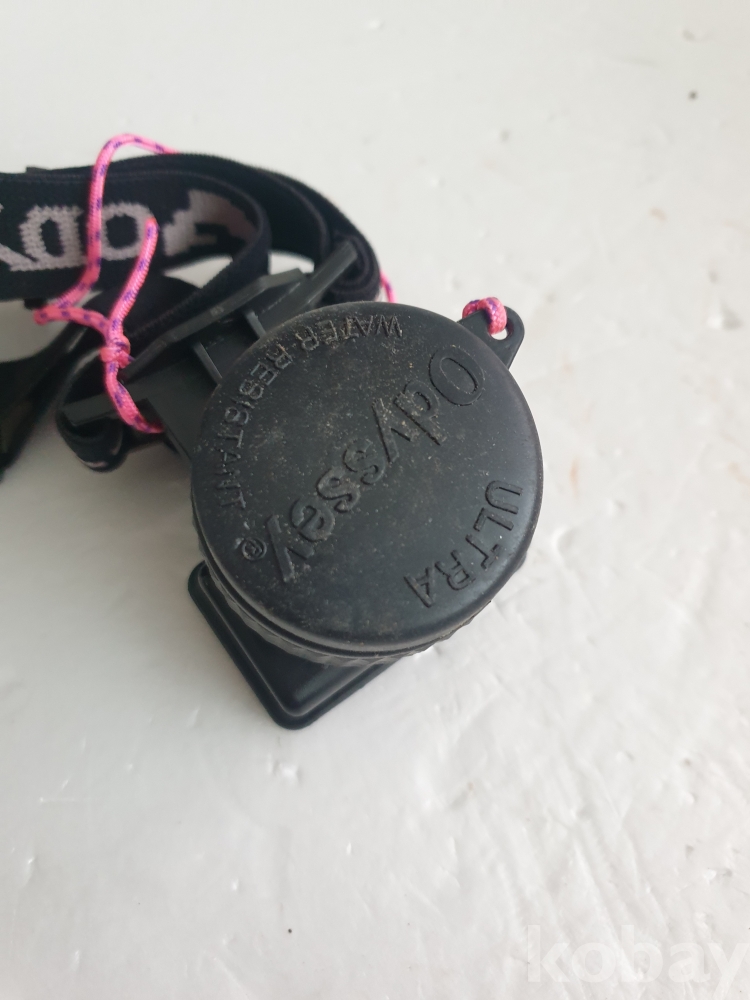 WATER-RESISTANT
Odyssey®
ULTRA
kobay